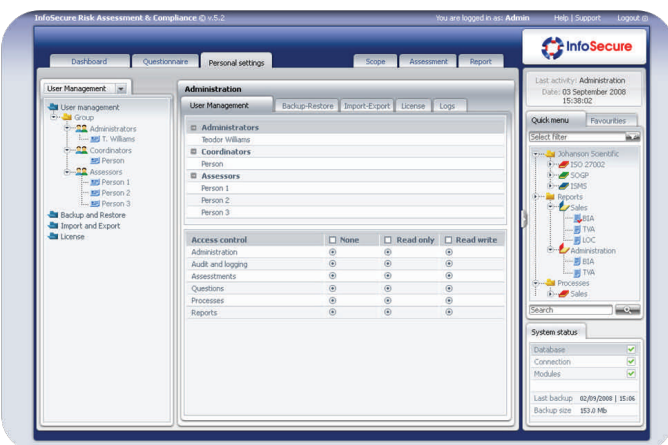 InfoSecure Risk Assessment & Compliance © v.5.2
You are logged in as: Admin
Help | Support
Logout
Dashboard
Questionnaire
Personal settings
Scope
Assessment
Report
InfoSecure
User Management
User management
Group
Administrators
T. Williams
Coordinators
Person
Assessors
Person 1
Person 2
Person 3
Backup and Restore
Import and Export
License
Administration
User Management
Backup-Restore
Import-Export
License
Logs
Administrators
Teodor Williams
Coordinators
Person
Assessors
Person 1
Person 2
Person 3
Access control None Read only Read write
Administration
Audit and logging
Assesstments
Questions
Processes
Reports
Last activity: Administration
Date: 03 September 2008
15:38:02
Quick menu
Favourities
Select filter
Johanson Scientific
ISO 27002
SOGP
ISMS
Reports
Sales
BIA
TVA
LOC
Administration
BIA
TVA
Processes
Sales
Search
System status
Database
Connection
Modules
Last backup 02/09/2008 | 15:06
Backup size 153.0 Mb